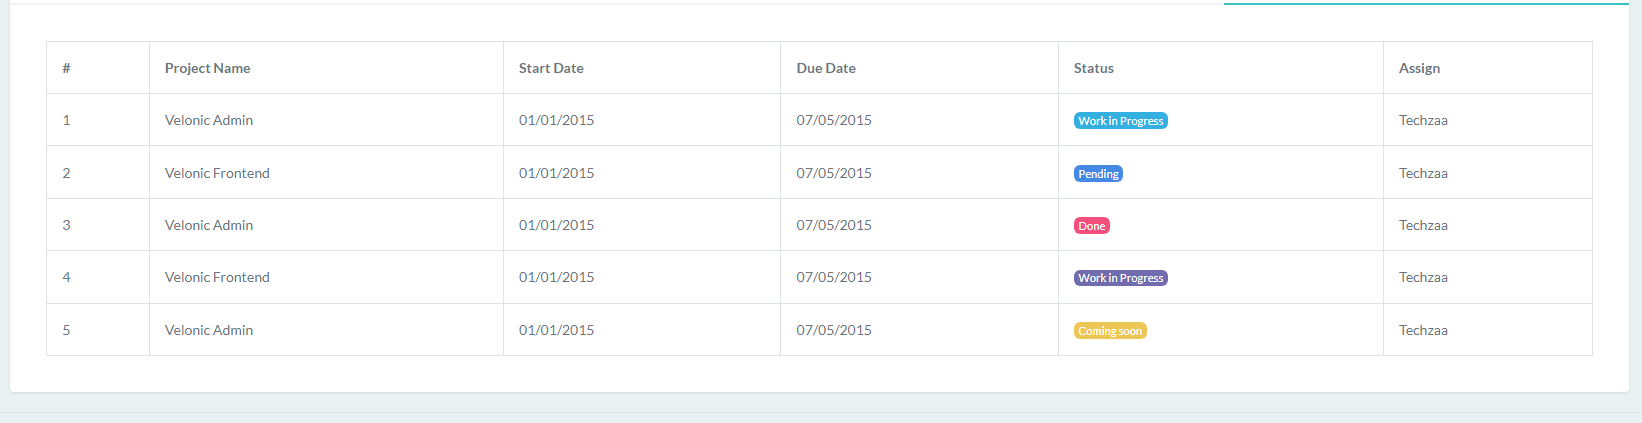 # Project Name Start Date Due Date Status Assign
1 Velonic Admin 01/01/2015 07/05/2015 Work in Progress Techzaa
2 Velonic Frontend 01/01/2015 07/05/2015 Pending Techzaa
3 Velonic Admin 01/01/2015 07/05/2015 Done Techzaa
4 Velonic Frontend 01/01/2015 07/05/2015 Work in Progress Techzaa
5 Velonic Admin 01/01/2015 07/05/2015 Coming soon Techzaa